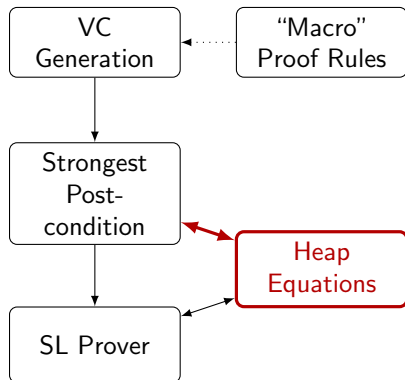 VC
Generation
“Macro”
Proof Rules
Strongest
Post-
condition
Heap
Equations
SL Prover